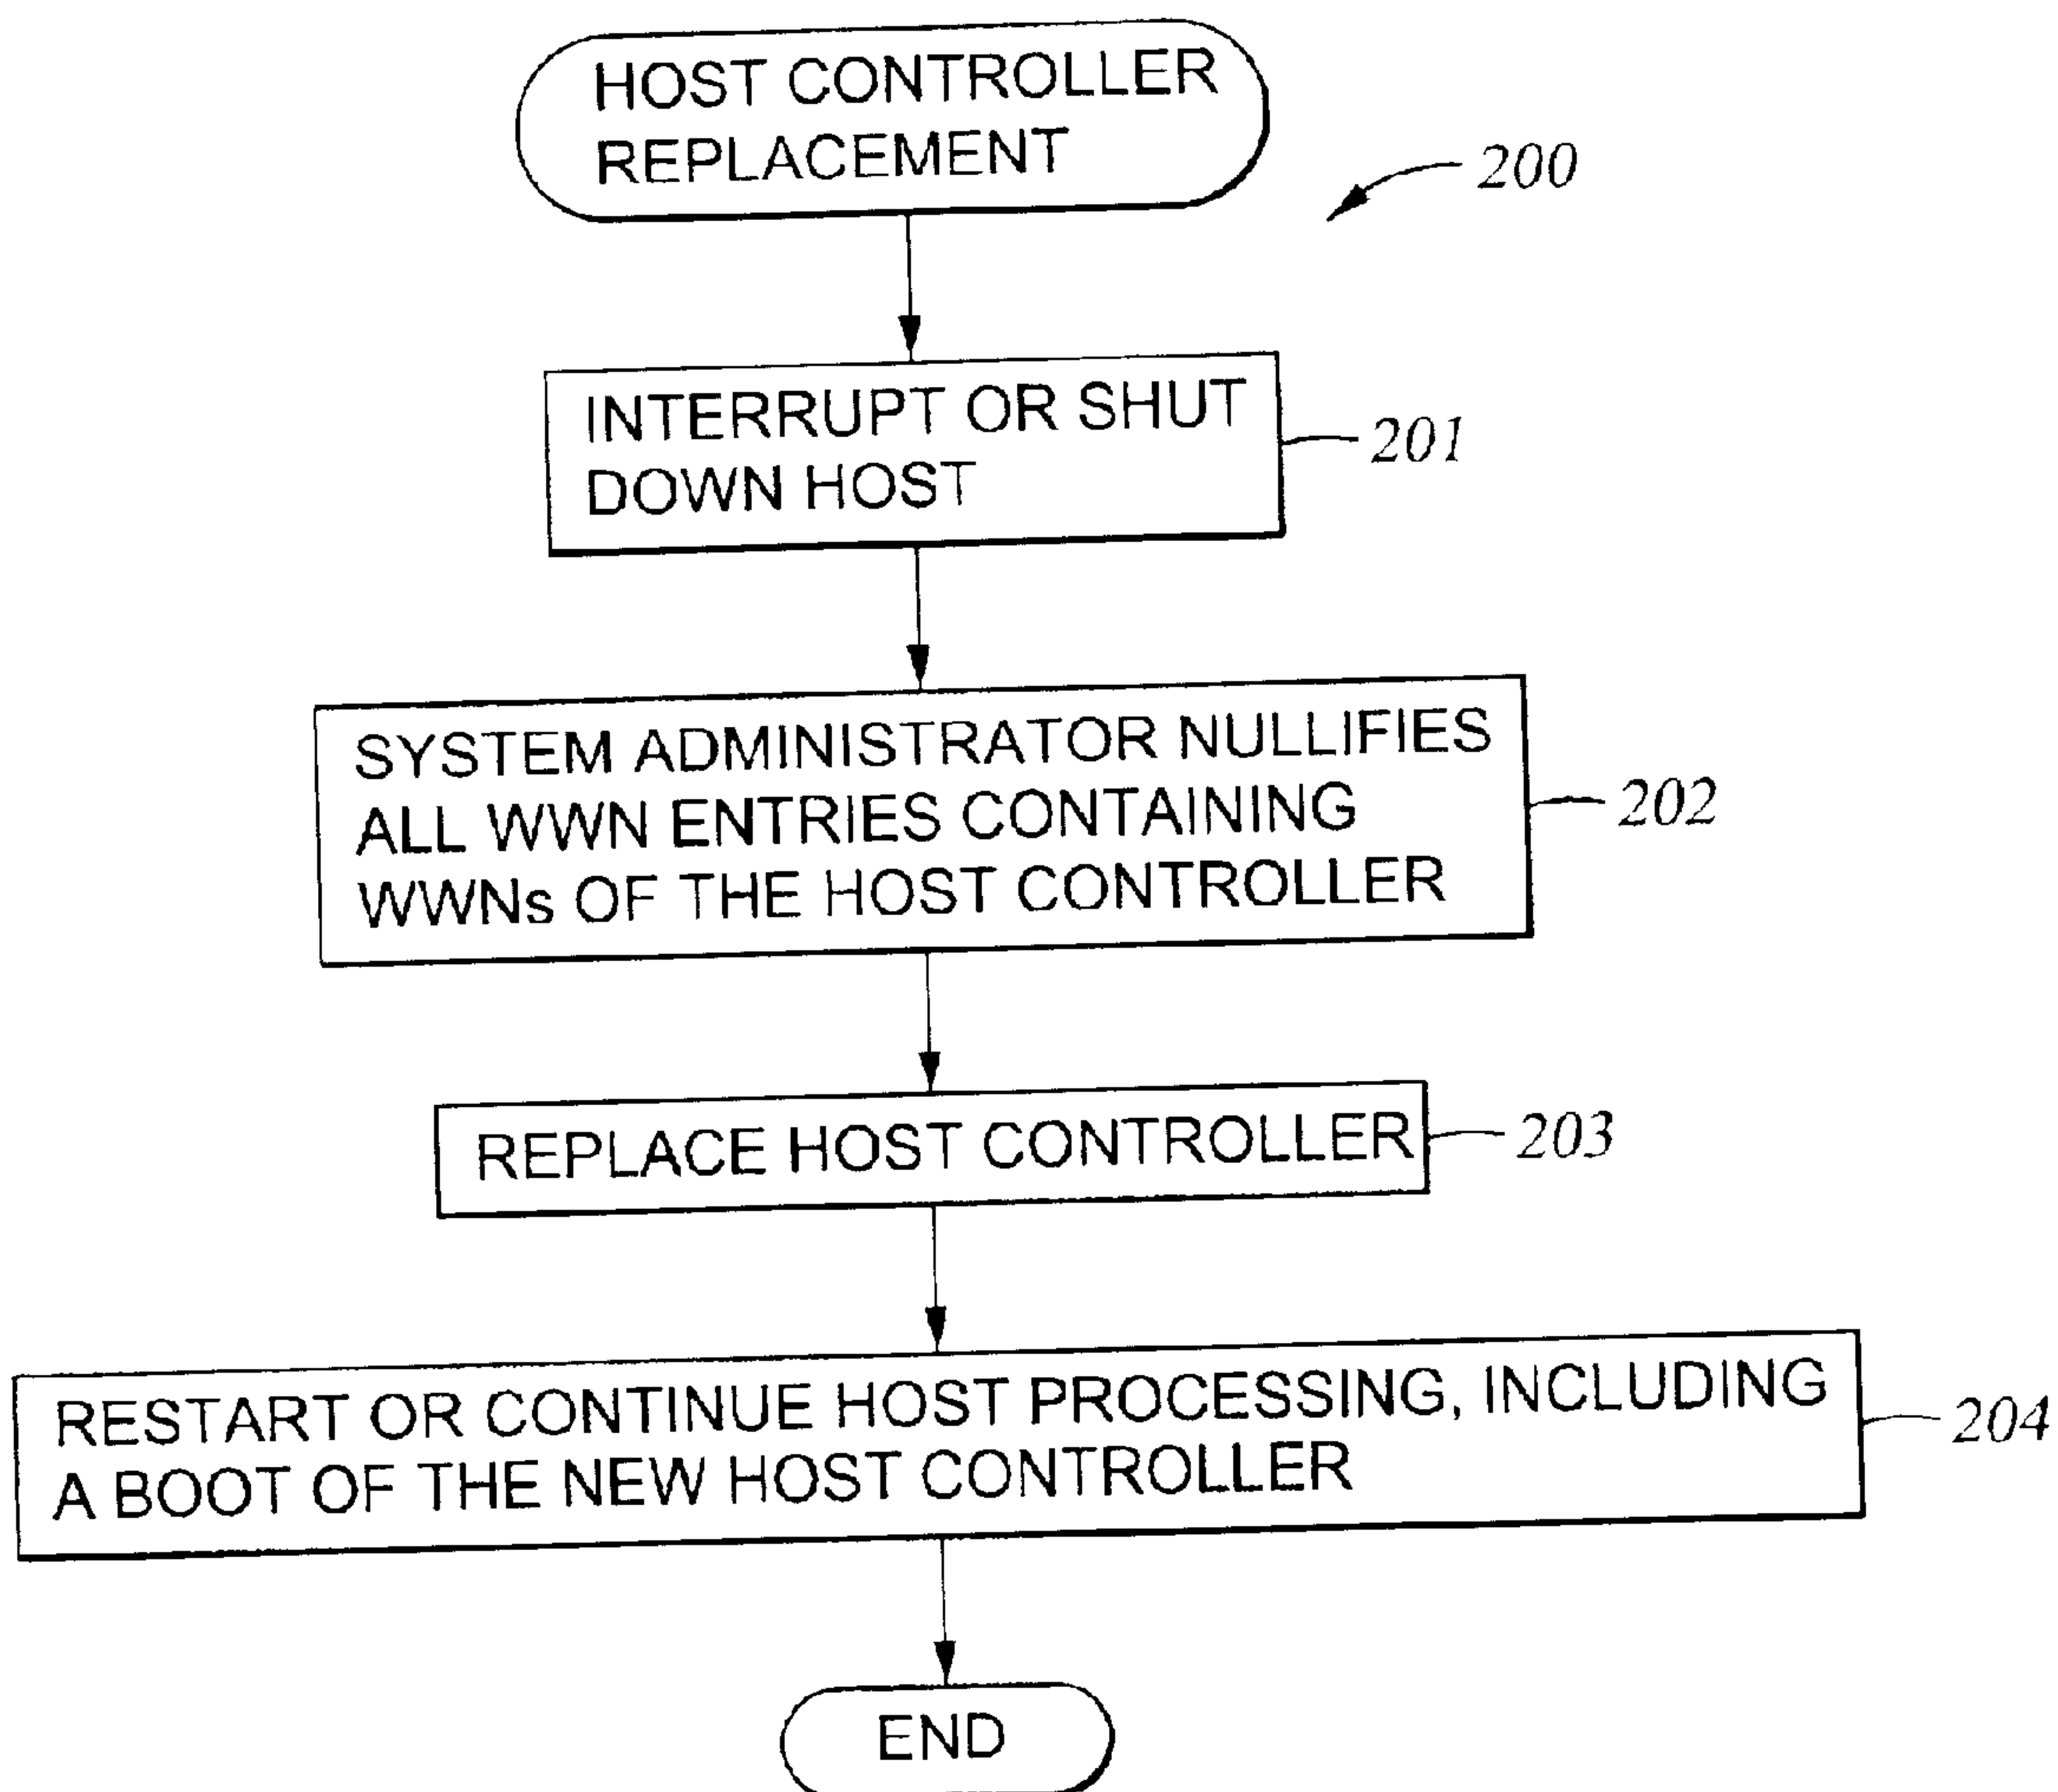 HOST CONTROLLER
REPLACEMENT
200
INTERRUPT OR SHUT
DOWN HOST
201
SYSTEM ADMINISTRATOR NULLIFIES
ALL WWN ENTRIES CONTAINING
WWNs OF THE HOST CONTROLLER
202
REPLACE HOST CONTROLLER
203
RESTART OR CONTINUE HOST PROCESSING, INCLUDING
A BOOT OF THE NEW HOST CONTROLLER
204
END